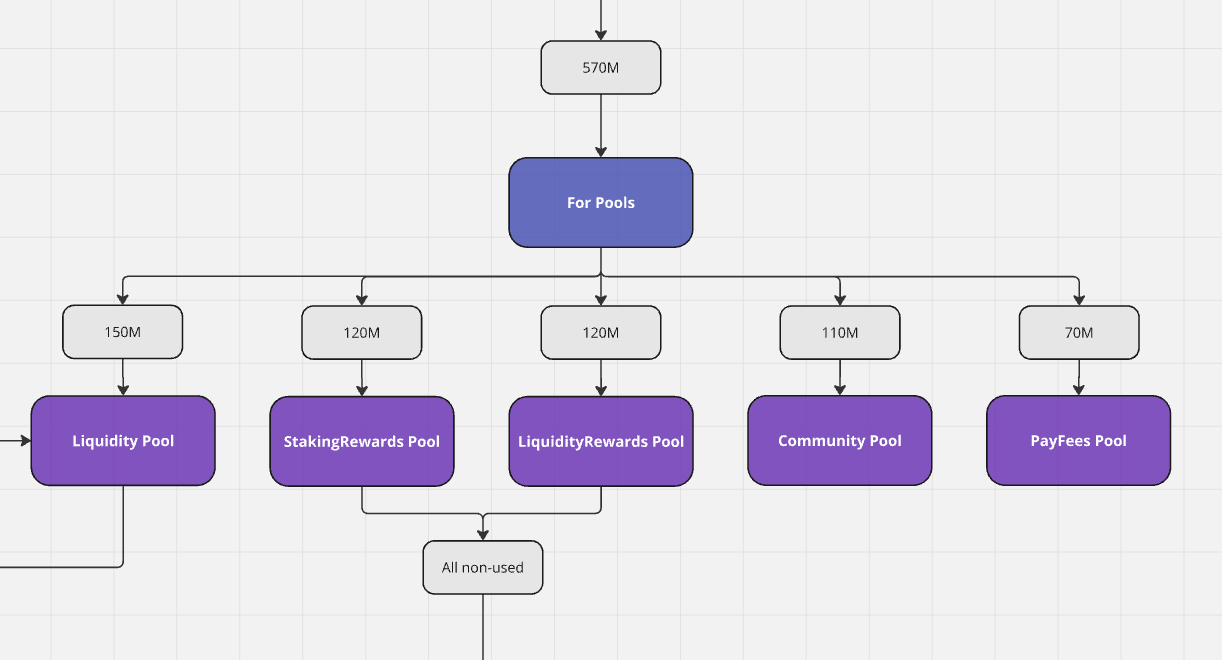 570M
For Pools
150M
120M
120M
110M
70M
Liquidity Pool
StakingRewards Pool
LiquidityRewards Pool
Community Pool
PayFees Pool
All non-used